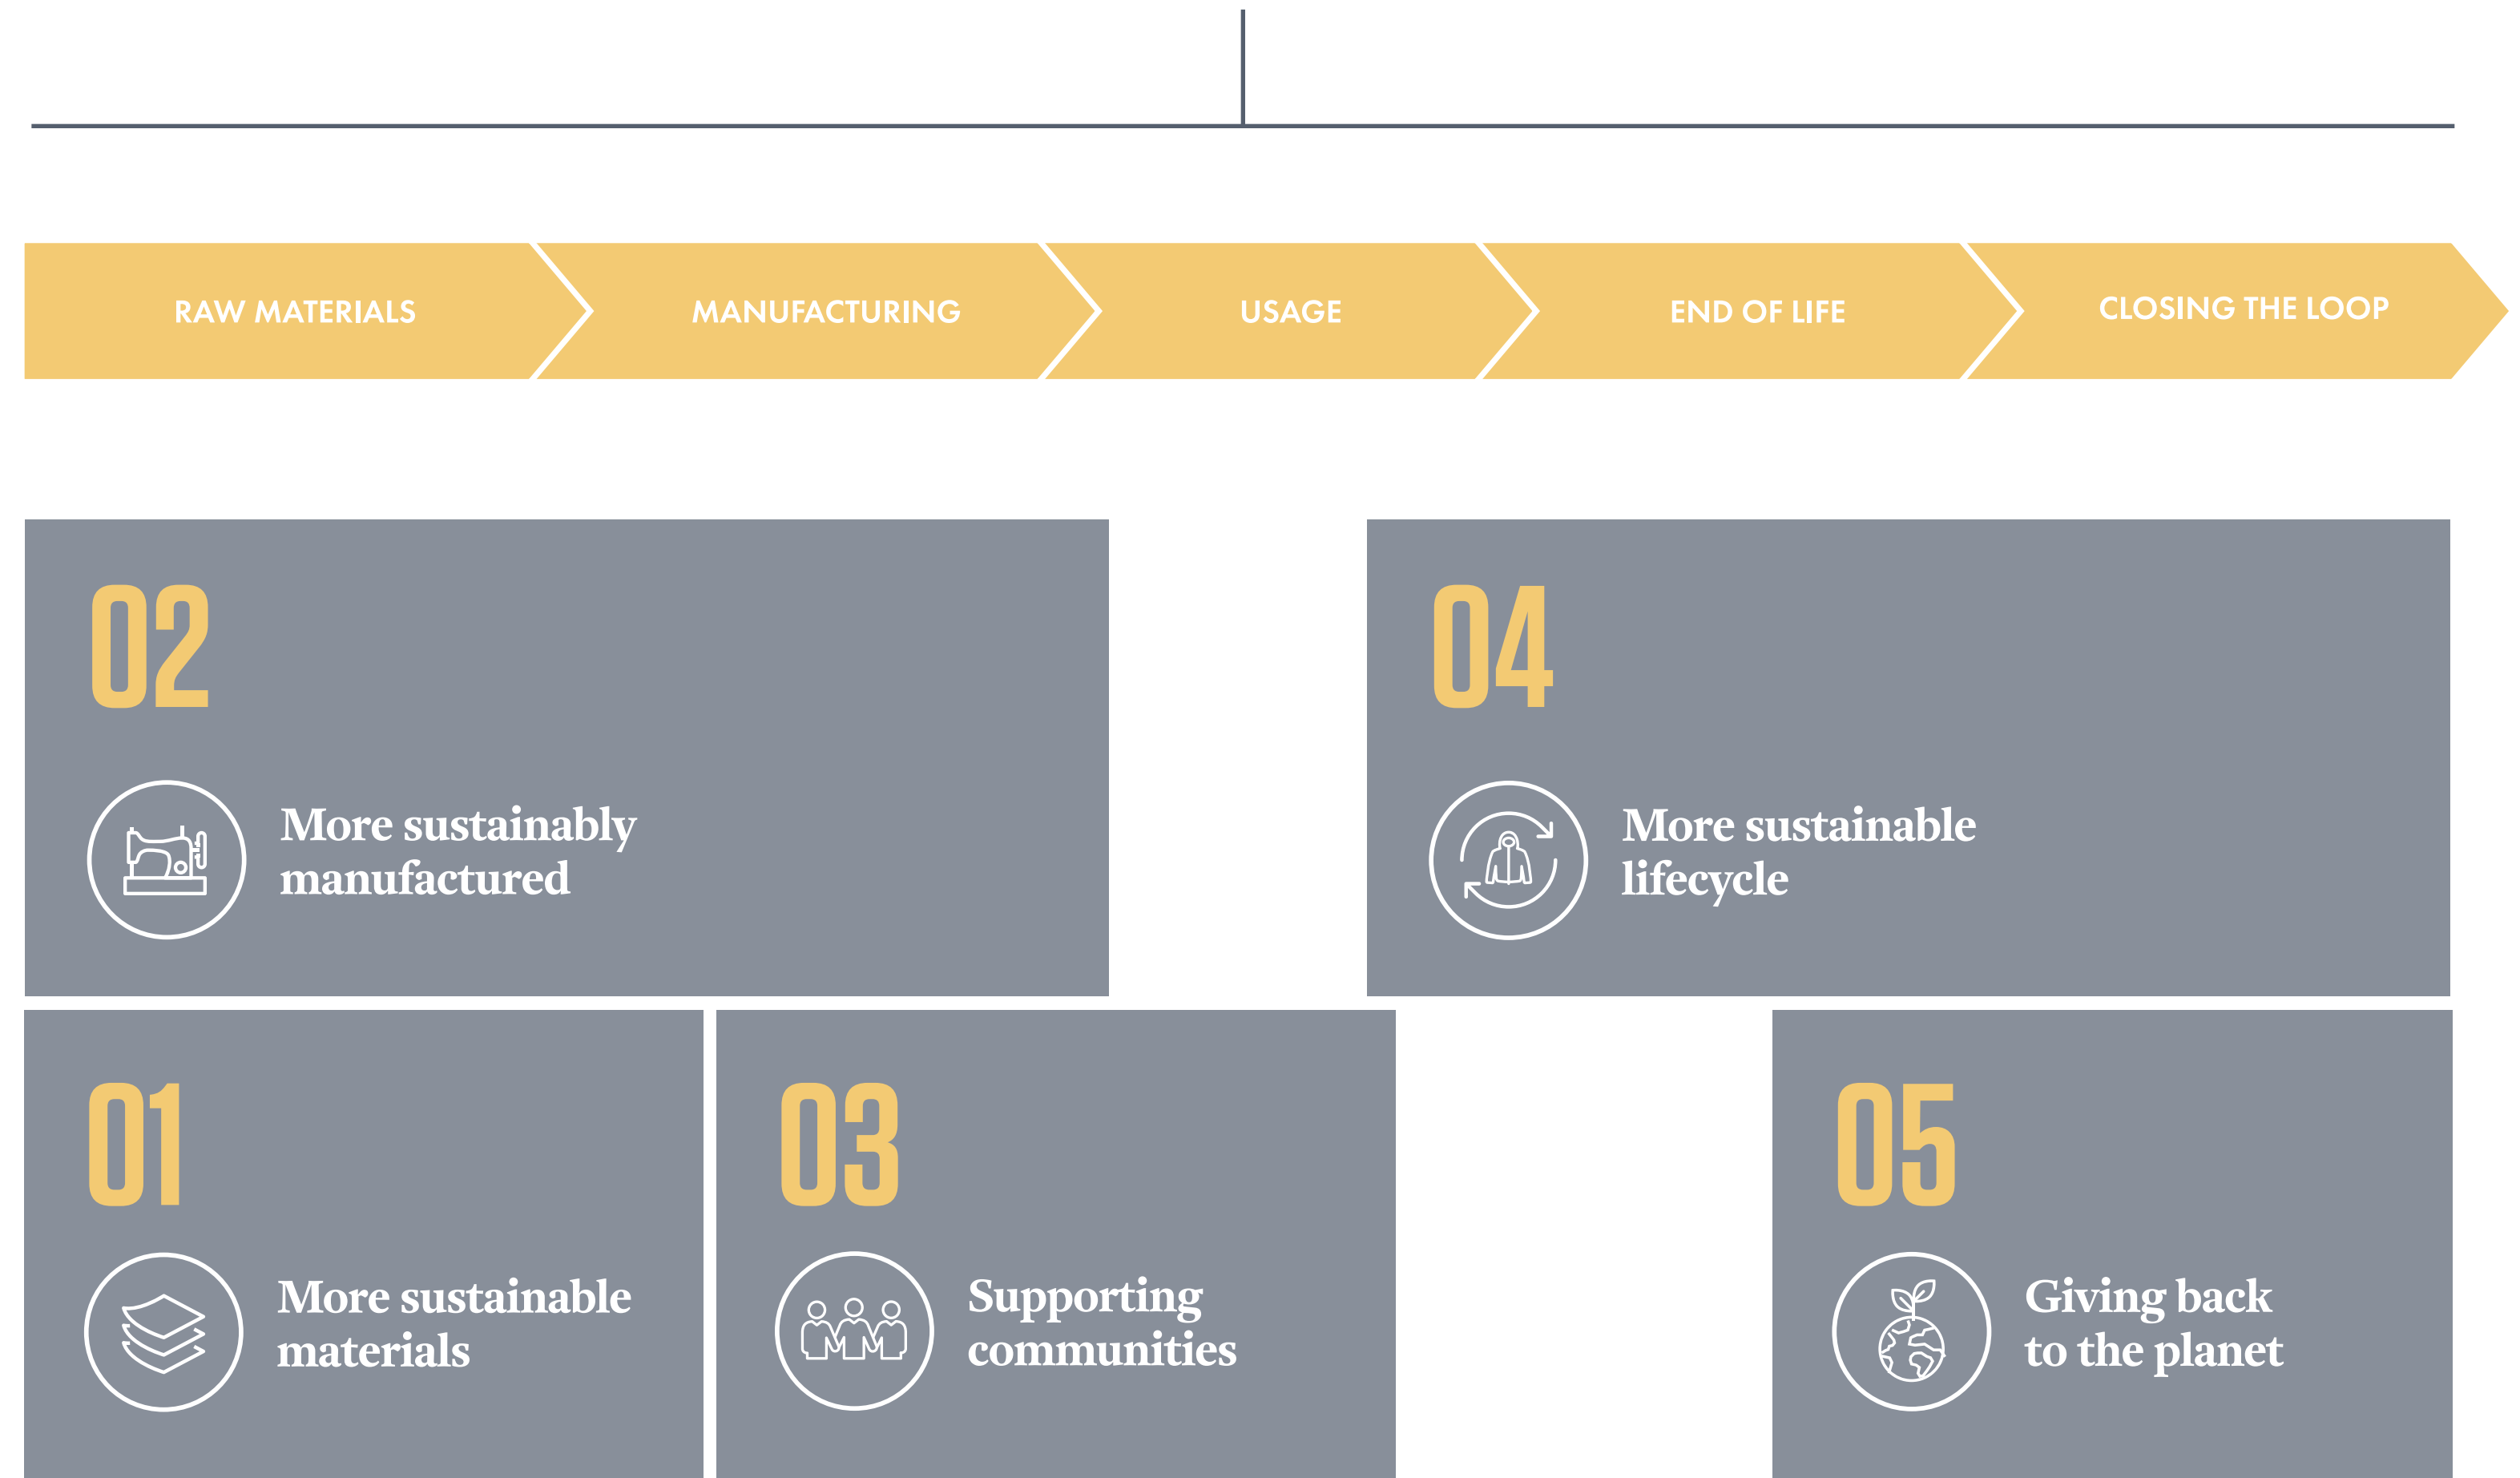 RAW MATERIALS
MANUFACTURING
USAGE
END OF LIFE
CLOSING THE LOOP
02
More sustainably
manufactured
04
More sustainable
lifecycle
01
More sustainable
materials
03
Supporting
communities
05
Giving back
to the planet